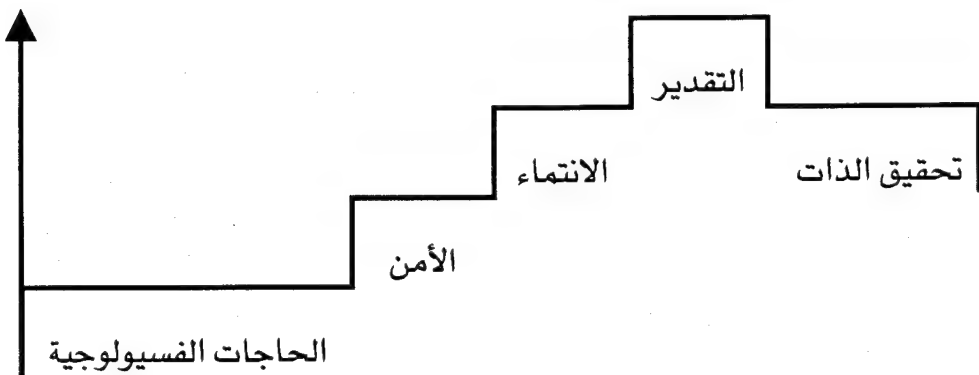 التقدير
تحقيق الذات
الانتماء
الأمن
الحاجات الفسيولوجية